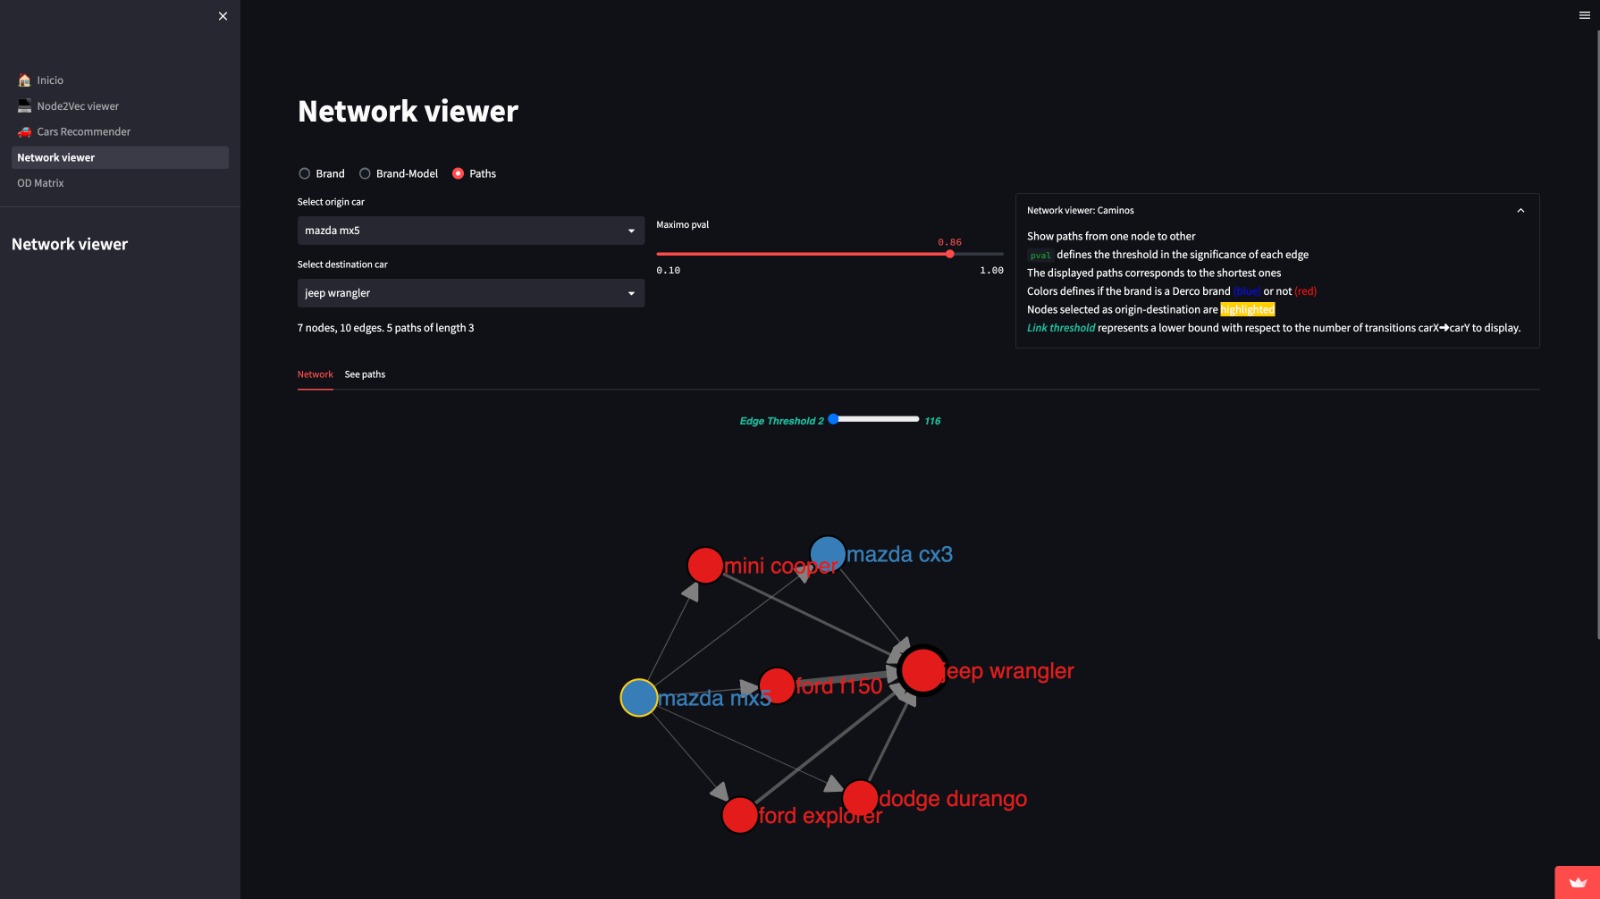 Inicio
Node2Vec viewer
Cars Recommender
Network viewer
OD Matrix
Network viewer
Network viewer
Brand Brand-Model Paths
Select origin car
mazda mx5
Select destination car
jeep wrangler
7 nodes, 10 edges. 5 paths of length 3
Maximo pval
0.86
0.10 1.00
Network viewer: Caminos
Show paths from one node to other
pval defines the threshold in the significance of each edge
The displayed paths corresponds to the shortest ones
Colors defines if the brand is a Derco brand (blue) or not (red)
Nodes selected as origin-destination are highlighted
Link threshold represents a lower bound with respect to the number of transitions carX➜carY to display.
Network See paths
Edge Threshold 2 116
mazda cx3
mini cooper
jeep wrangler
ford f150
mazda mx5
dodge durango
ford explorer